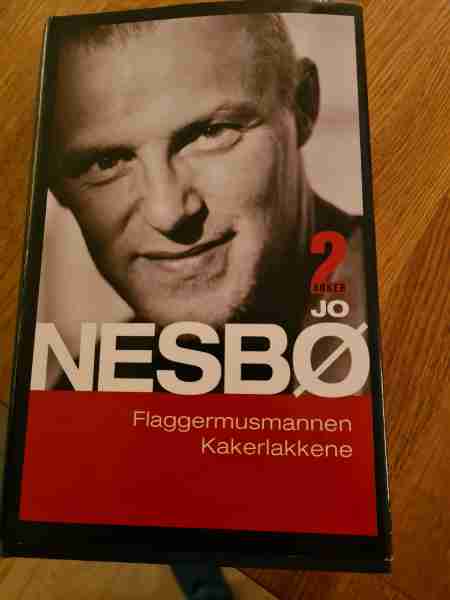 2
BØKER
JO
NESBØ
Flaggermusmannen
Kakerlakkene